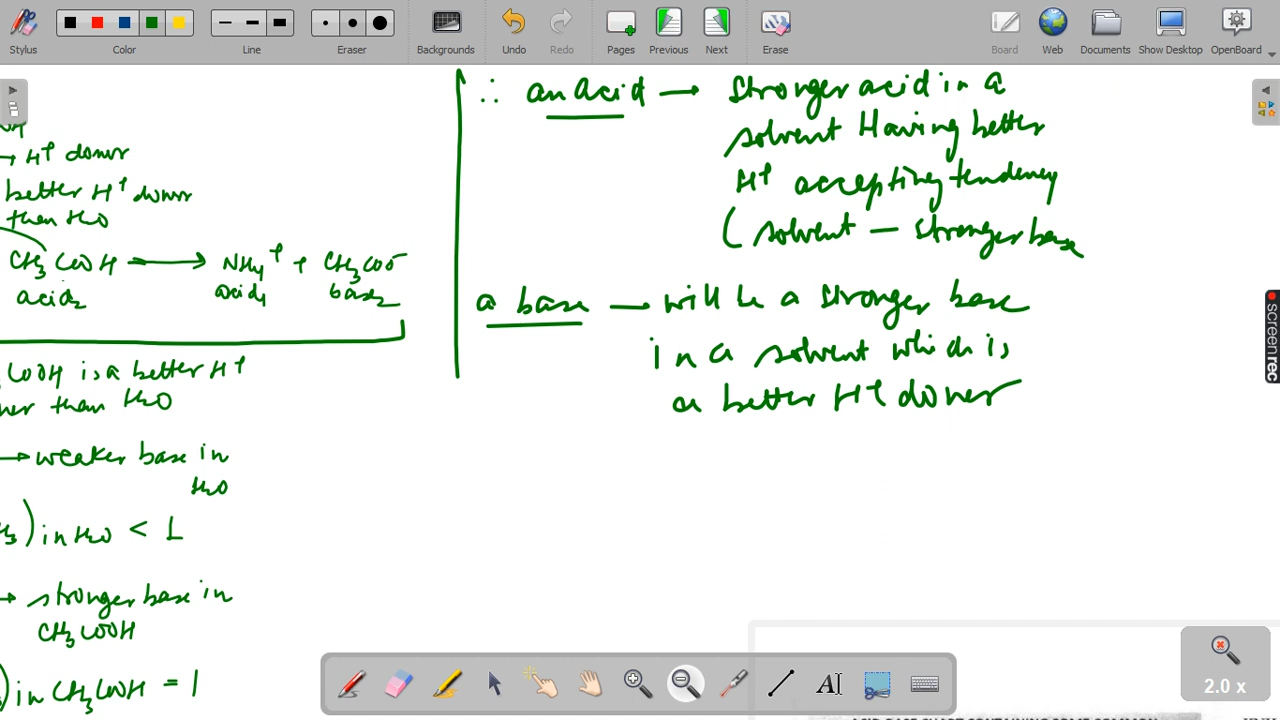 Stylus
Color
Line
Eraser
Backgrounds
Undo
Redo
Pages
Previous
Next
Erase
Board
Web
Documents
Show Desktop
OpenBoard
→ H⁺ donor
better H⁺ donor
than H₂O
CH₃COOH → NH₄⁺ + CH₃COO⁻
acid₂ acid₁ base₂
COOH is a better H⁺
than H₂O
→ weaker base in
H₂O
) in H₂O < 1
→ stronger base in
CH₃COOH
) in CH₃COOH = 1
∴ an acid → stronger acid in a
solvent Having better
H⁺ accepting tendency
( solvent — stronger base
a base — will be a stronger base
in a solvent which is
a better H⁺ doner
screenrec
2.0 x